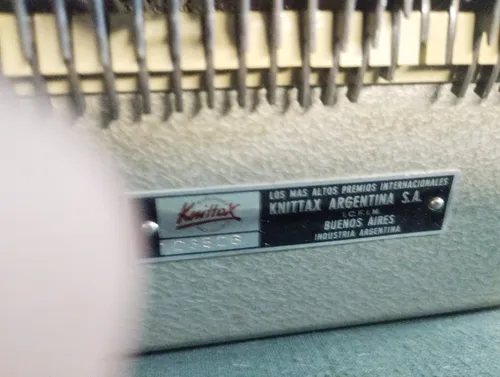 LOS MAS ALTOS PREMIOS INTERNACIONALES
KnittaX
KNITTAX ARGENTINA S.A.
I.C.F.I.M.
BUENOS AIRES
INDUSTRIA ARGENTINA